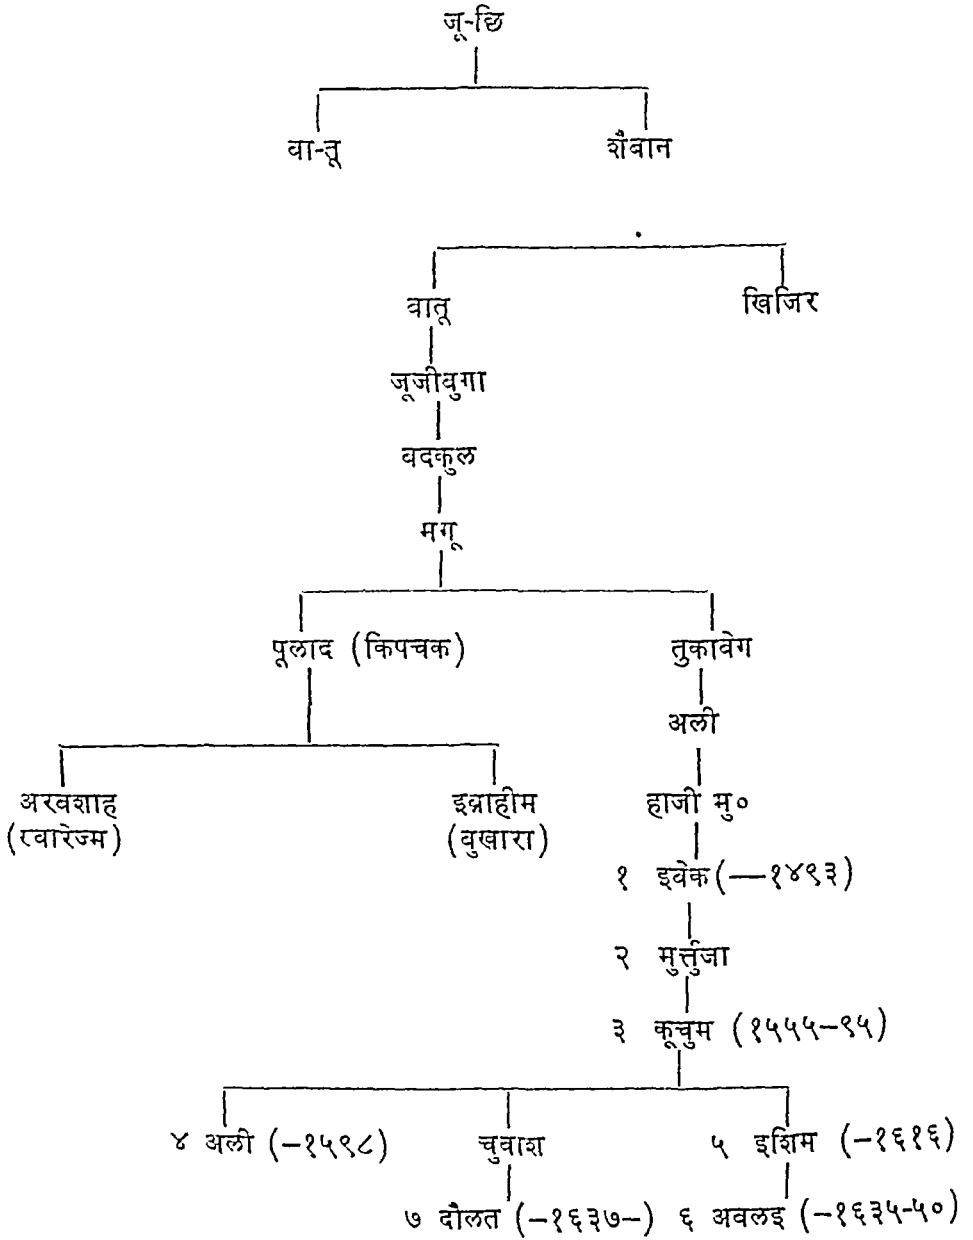 जू-छि
वा-तू शैवान
वातू खिजिर
जूजीवुगा
वदकुल
मगू
पूलाद (किपचक) तुकावेग
अली
अरवशाह इव्राहीम हाजी मु०
(ख्वारेज्म) (वुखारा)
१ इवेक (—१४९३)
२ मुर्त्तुजा
३ कूचुम (१५५५–९५)
४ अली (–१५९८) चुवाश ५ इशिम (–१६१६)
७ दौलत (–१६३७–) ६ अवलइ (–१६३५-५०)